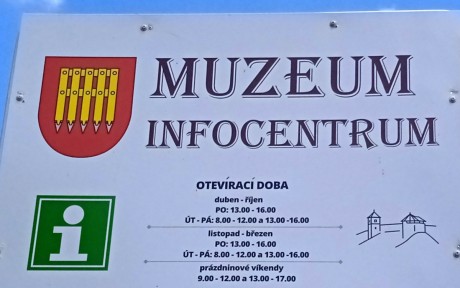 MUZEUM
INFOCENTRUM
OTEVÍRACÍ DOBA
duben - říjen
PO: 13.00 - 16.00
ÚT - PÁ: 8.00 - 12.00 a 13.00 -16.00
listopad - březen
PO: 13.00 - 16.00
ÚT - PÁ: 8.00 - 12.00 a 13.00 -16.00
prázdninové víkendy
9.00 - 12.00 a 13.00 - 17.00
i